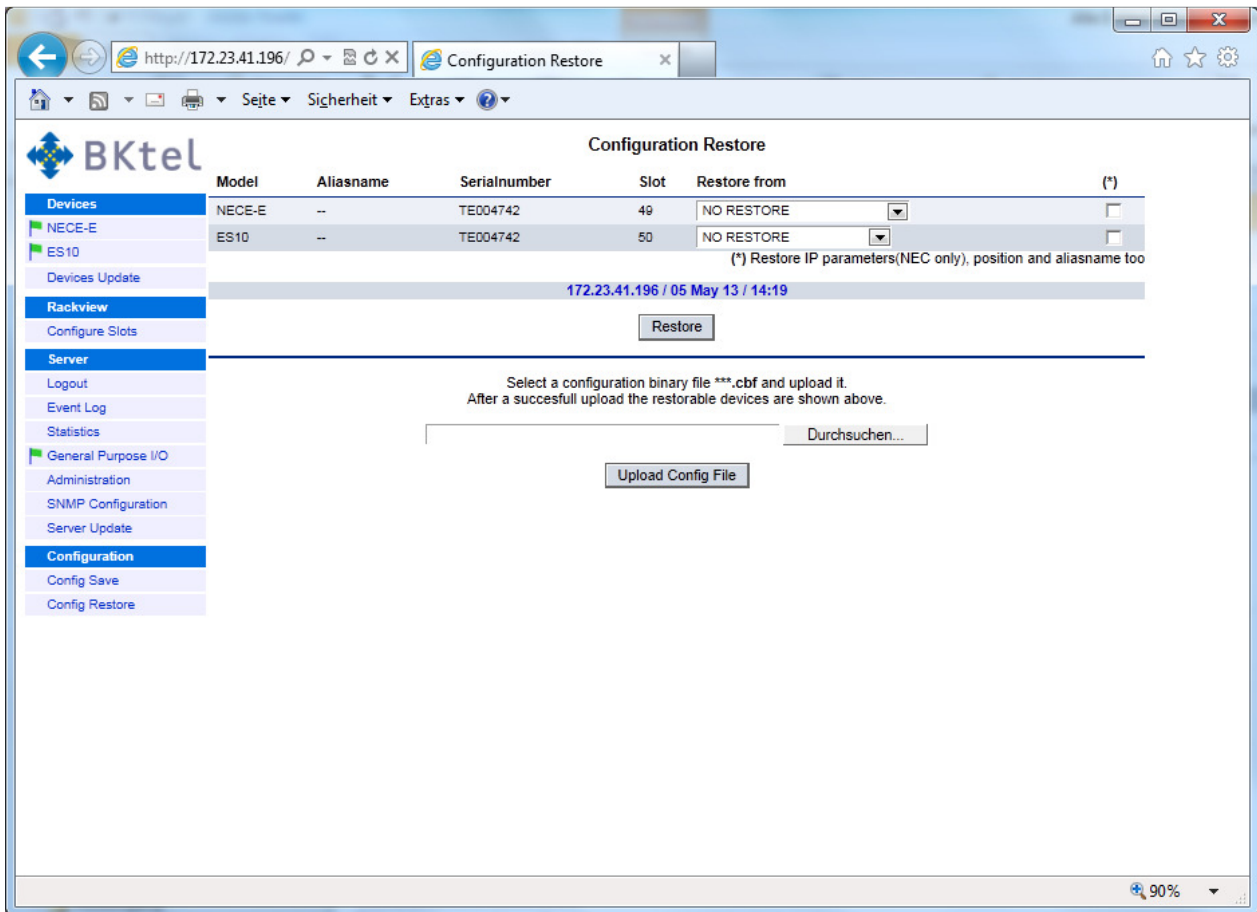 http://172.23.41.196/
Configuration Restore
Seite Sicherheit Extras
BKtel
Configuration Restore
Model Aliasname Serialnumber Slot Restore from (*)
NECE-E -- TE004742 49 NO RESTORE
ES10 -- TE004742 50 NO RESTORE
(*) Restore IP parameters(NEC only), position and aliasname too
172.23.41.196 / 05 May 13 / 14:19
Restore
Select a configuration binary file ***.cbf and upload it.
After a succesfull upload the restorable devices are shown above.
Durchsuchen...
Upload Config File
Devices
NECE-E
ES10
Devices Update
Rackview
Configure Slots
Server
Logout
Event Log
Statistics
General Purpose I/O
Administration
SNMP Configuration
Server Update
Configuration
Config Save
Config Restore
90%